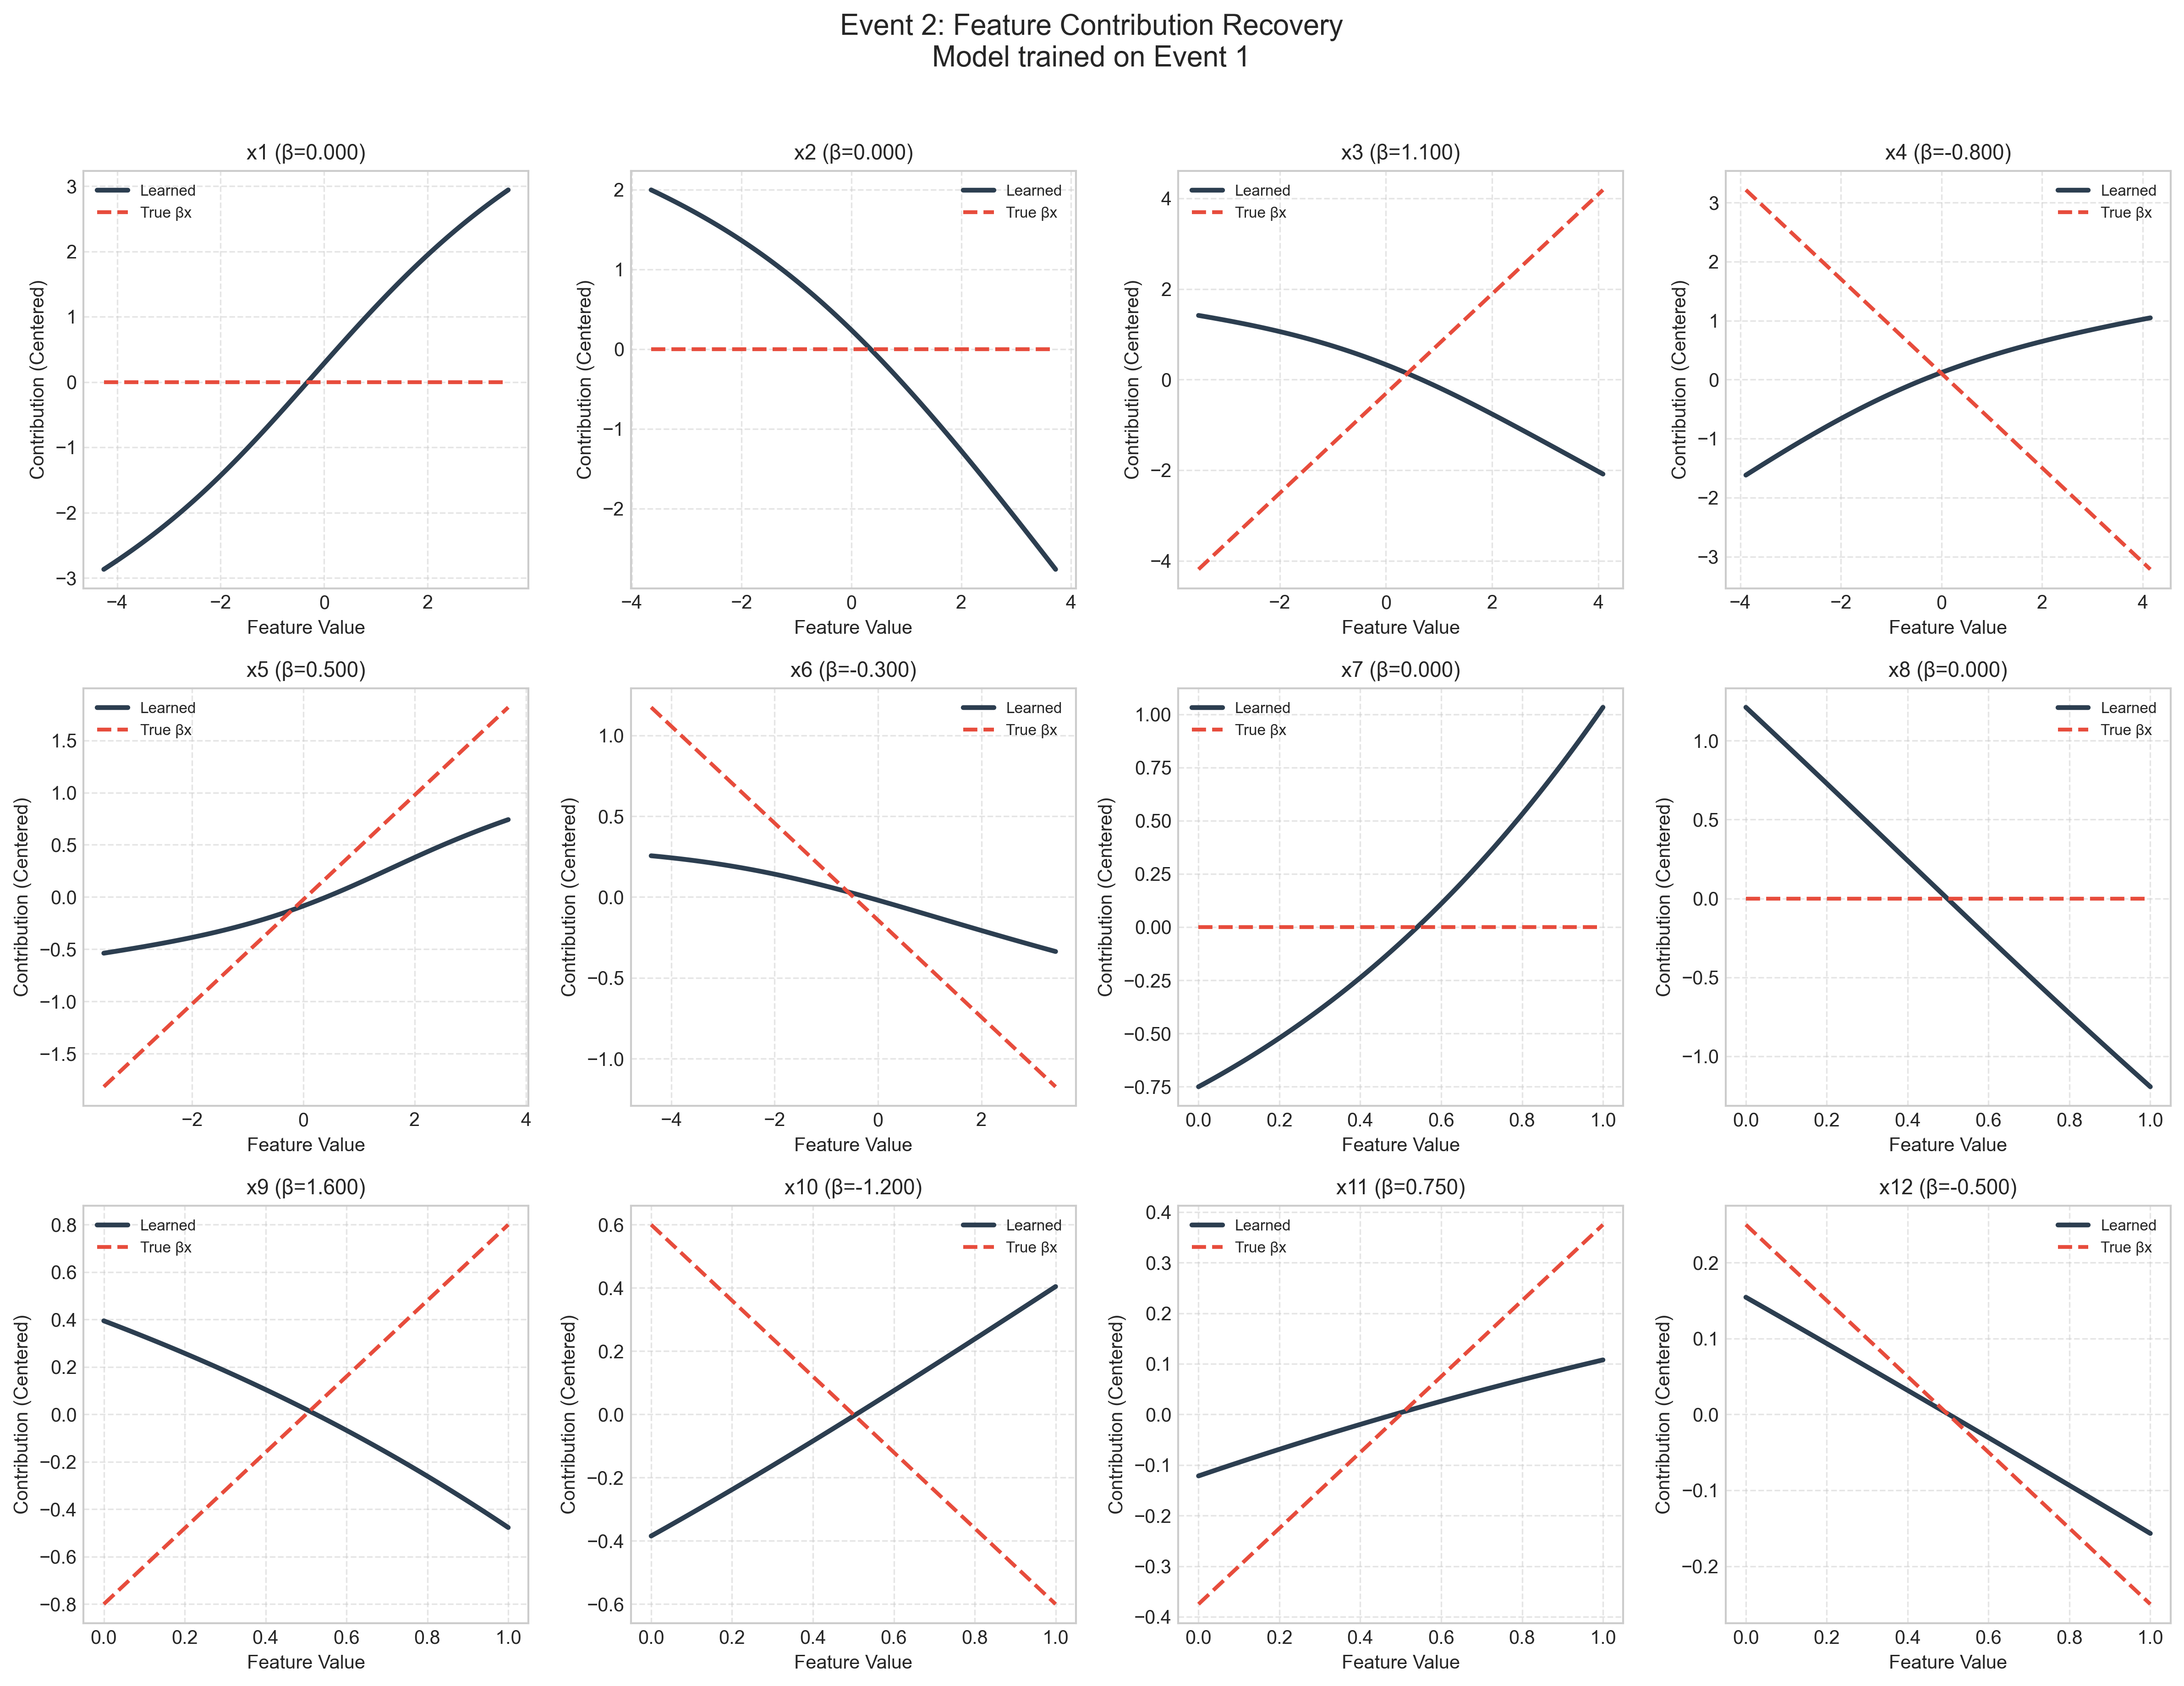 Event 2: Feature Contribution Recovery
Model trained on Event 1
x1 (β=0.000)
Learned
True βx
Contribution (Centered)
3
2
1
0
−1
−2
−3
−4
−2
0
2
Feature Value
x2 (β=0.000)
Learned
True βx
Contribution (Centered)
2
1
0
−1
−2
−4
−2
0
2
4
Feature Value
x3 (β=1.100)
Learned
True βx
Contribution (Centered)
4
2
0
−2
−4
−2
0
2
4
Feature Value
x4 (β=-0.800)
Learned
True βx
Contribution (Centered)
3
2
1
0
−1
−2
−3
−4
−2
0
2
4
Feature Value
x5 (β=0.500)
Learned
True βx
Contribution (Centered)
1.5
1.0
0.5
0.0
−0.5
−1.0
−1.5
−2
0
2
4
Feature Value
x6 (β=-0.300)
Learned
True βx
Contribution (Centered)
1.0
0.5
0.0
−0.5
−1.0
−4
−2
0
2
Feature Value
x7 (β=0.000)
Learned
True βx
Contribution (Centered)
1.00
0.75
0.50
0.25
0.00
−0.25
−0.50
−0.75
0.0
0.2
0.4
0.6
0.8
1.0
Feature Value
x8 (β=0.000)
Learned
True βx
Contribution (Centered)
1.0
0.5
0.0
−0.5
−1.0
0.0
0.2
0.4
0.6
0.8
1.0
Feature Value
x9 (β=1.600)
Learned
True βx
Contribution (Centered)
0.8
0.6
0.4
0.2
0.0
−0.2
−0.4
−0.6
−0.8
0.0
0.2
0.4
0.6
0.8
1.0
Feature Value
x10 (β=-1.200)
Learned
True βx
Contribution (Centered)
0.6
0.4
0.2
0.0
−0.2
−0.4
−0.6
0.0
0.2
0.4
0.6
0.8
1.0
Feature Value
x11 (β=0.750)
Learned
True βx
Contribution (Centered)
0.4
0.3
0.2
0.1
0.0
−0.1
−0.2
−0.3
−0.4
0.0
0.2
0.4
0.6
0.8
1.0
Feature Value
x12 (β=-0.500)
Learned
True βx
Contribution (Centered)
0.2
0.1
0.0
−0.1
−0.2
0.0
0.2
0.4
0.6
0.8
1.0
Feature Value